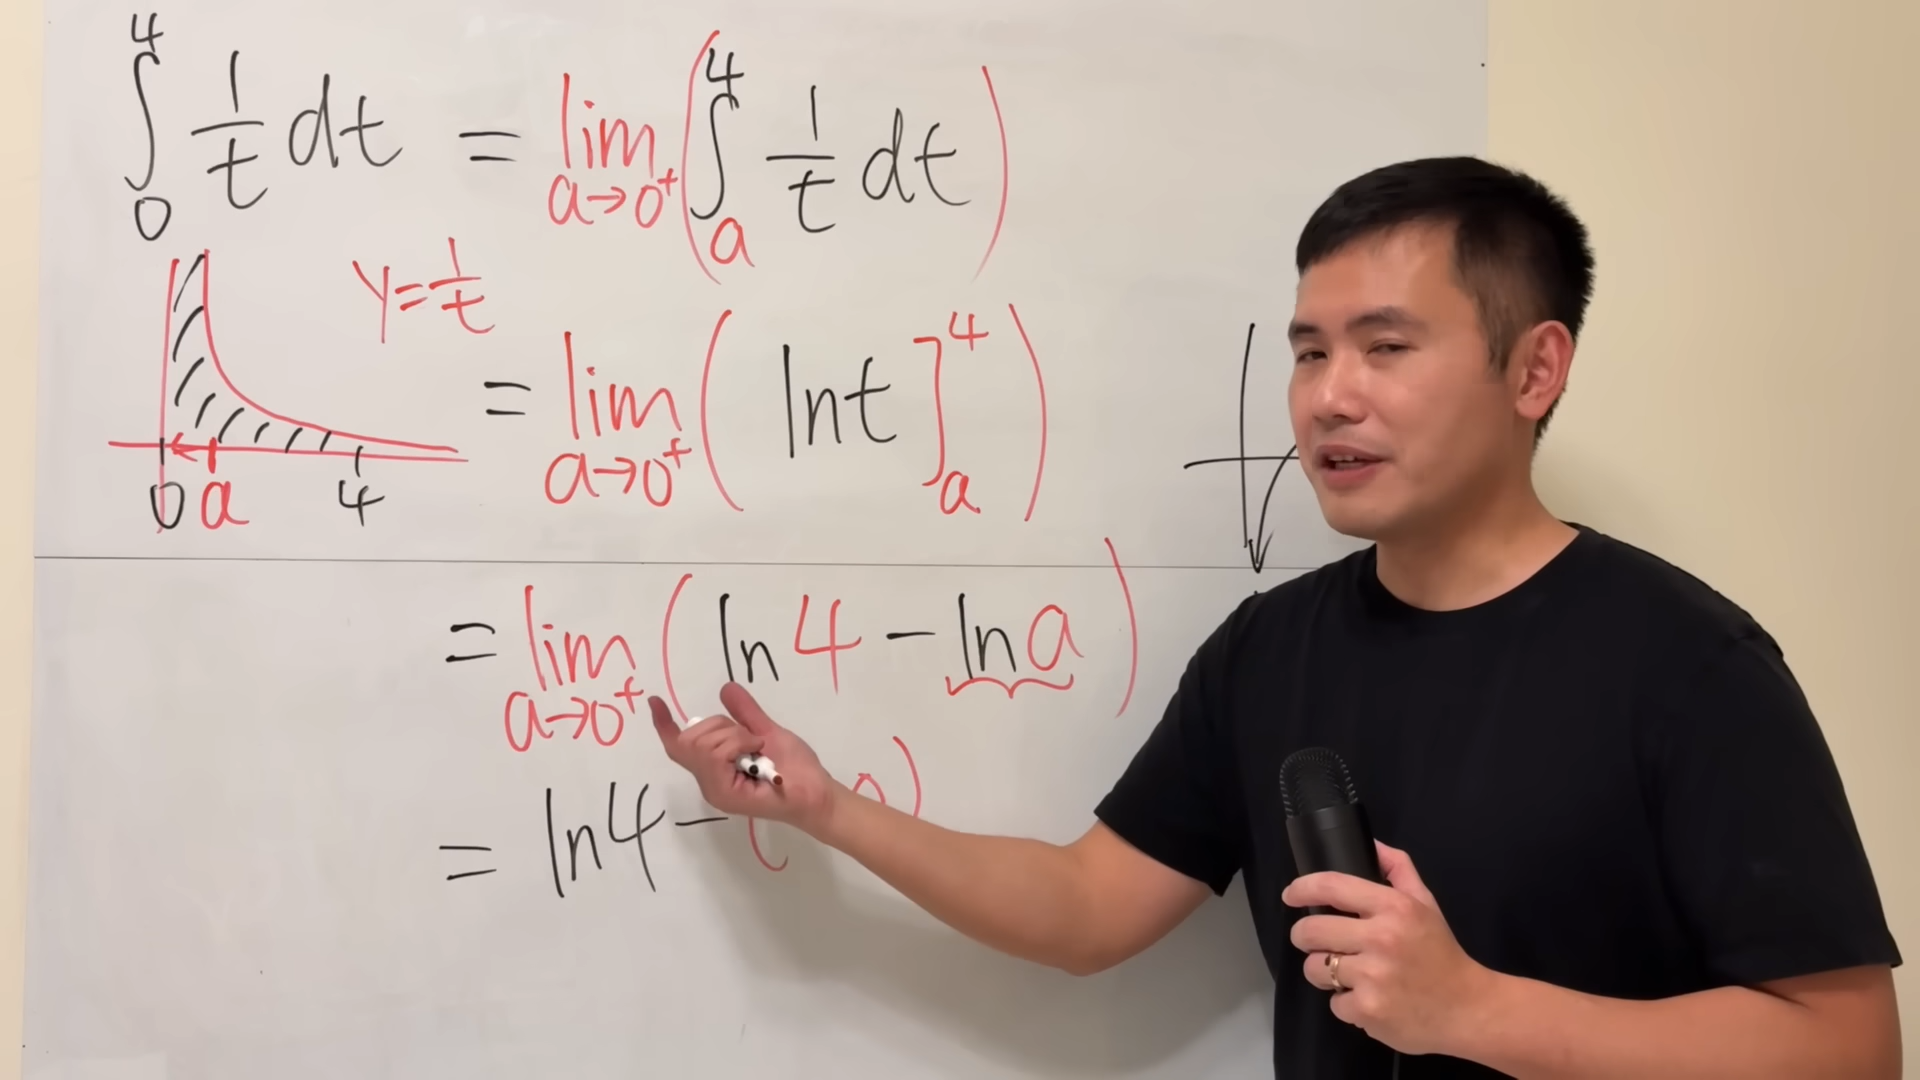 ∫₀⁴ 1/t dt = lim a→0⁺ (∫ₐ⁴ 1/t dt)
y = 1/t
= lim a→0⁺ (ln t]ₐ⁴)
0 a 4
= lim a→0⁺ (ln 4 − ln a)
= ln 4 − ( )